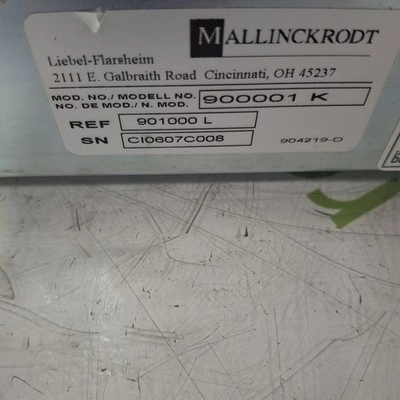 MALLINCKRODT
Liebel-Flarsheim
2111 E. Galbraith Road Cincinnati, OH 45237
MOD. NO./ MODELL NO.
NO. DE MOD./ N. MOD.
900001 K
REF 901000 L
SN CI0607C008
904219-D